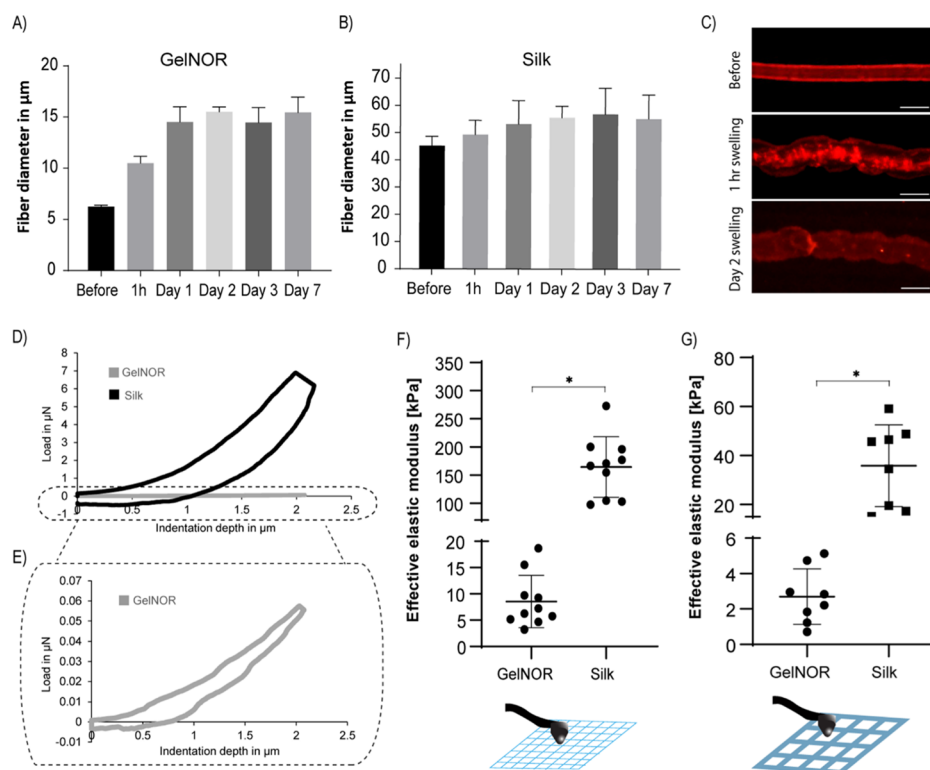 A)
GelNOR
Fiber diameter in µm
20
15
10
5
0
Before 1h Day 1 Day 2 Day 3 Day 7
B)
Silk
Fiber diameter in µm
70
60
50
40
30
20
10
0
Before 1h Day 1 Day 2 Day 3 Day 7
C)
Before
1 hr swelling
Day 2 swelling
D)
Load in µN
8
7
6
5
4
3
2
1
0
-1
GelNOR
Silk
0 0.5 1 1.5 2 2.5
Indentation depth in µm
E)
Load in µN
0.07
0.06
0.05
0.04
0.03
0.02
0.01
0
-0.01
GelNOR
0 0.5 1 1.5 2 2.5
Indentation depth in µm
F)
Effective elastic modulus [kPa]
350
300
250
200
150
100
50
20
15
10
5
0
*
GelNOR Silk
G)
Effective elastic modulus [kPa]
80
60
40
20
6
4
2
0
*
GelNOR Silk